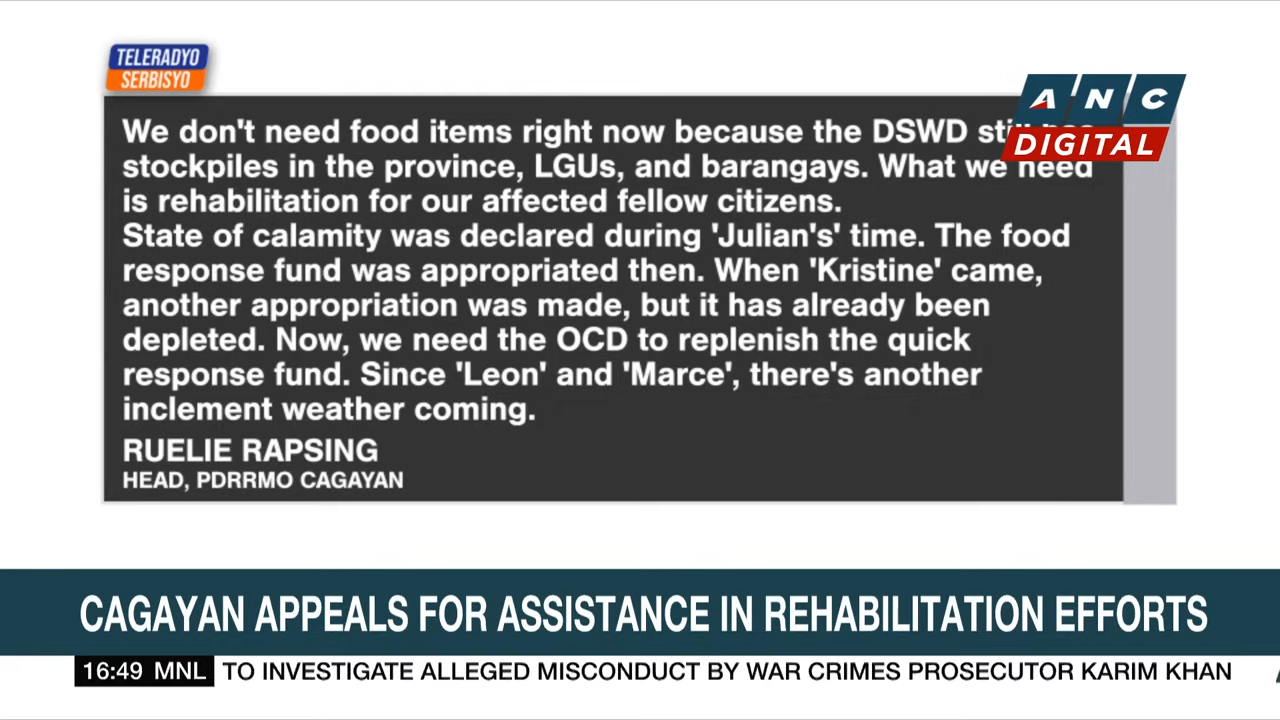 TELERADYO
SERBISYO
ANC
DIGITAL
We don't need food items right now because the DSWD
stockpiles in the province, LGUs, and barangays. What we need
is rehabilitation for our affected fellow citizens.
State of calamity was declared during 'Julian's' time. The food
response fund was appropriated then. When 'Kristine' came,
another appropriation was made, but it has already been
depleted. Now, we need the OCD to replenish the quick
response fund. Since 'Leon' and 'Marce', there's another
inclement weather coming.
RUELIE RAPSING
HEAD, PDRRMO CAGAYAN
CAGAYAN APPEALS FOR ASSISTANCE IN REHABILITATION EFFORTS
16:49 MNL TO INVESTIGATE ALLEGED MISCONDUCT BY WAR CRIMES PROSECUTOR KARIM KHAN